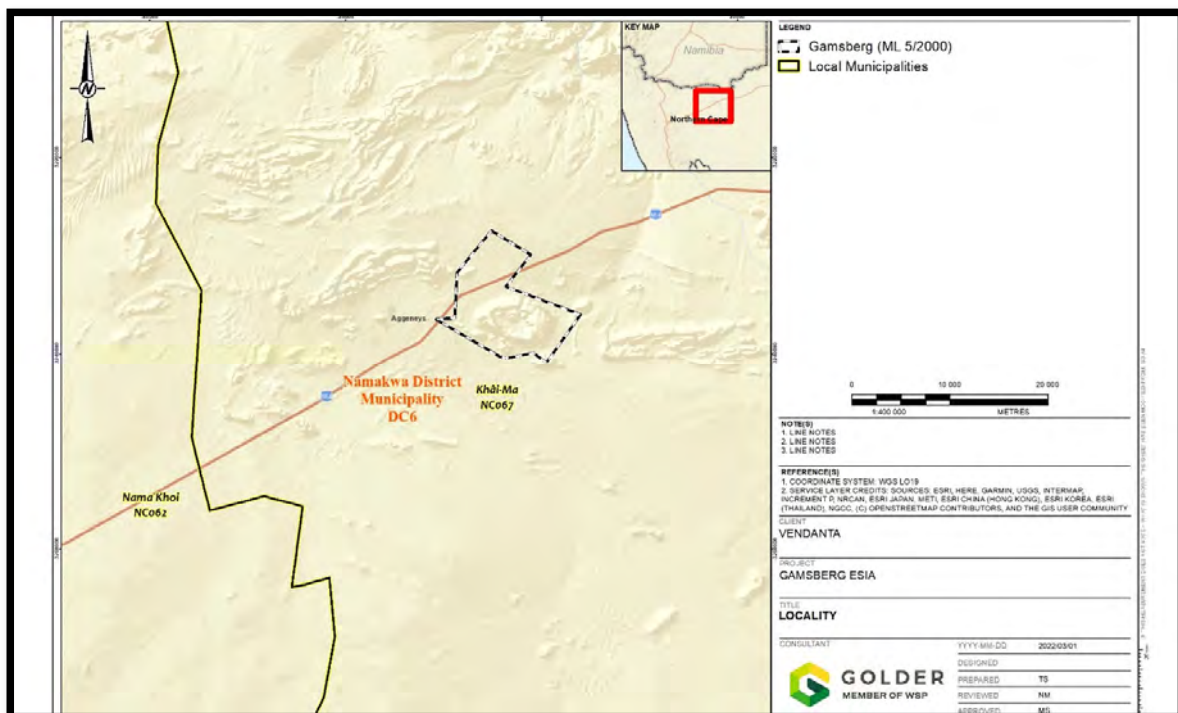 KEY MAP
Namibia
Northern Cape
N
Aggeneys
Namakwa District
Municipality
DC6
Khâi-Ma
NC067
Nama Khoi
NC062
LEGEND
Gamsberg (ML 5/2000)
Local Municipalities
0 10 000 20 000
1:400 000 METRES
NOTE(S)
1. LINE NOTES
2. LINE NOTES
3. LINE NOTES
REFERENCE(S)
1. COORDINATE SYSTEM: WGS LO19
2. SERVICE LAYER CREDITS: SOURCES: ESRI, HERE, GARMIN, USGS, INTERMAP,
INCREMENT P, NRCAN, ESRI JAPAN, METI, ESRI CHINA (HONG KONG), ESRI KOREA, ESRI
(THAILAND), NGCC, (C) OPENSTREETMAP CONTRIBUTORS, AND THE GIS USER COMMUNITY
CLIENT
VENDANTA
PROJECT
GAMSBERG ESIA
TITLE
LOCALITY
CONSULTANT
GOLDER
MEMBER OF WSP
YYYY-MM-DD 2022/03/01
DESIGNED
PREPARED TS
REVIEWED NM
APPROVED MS